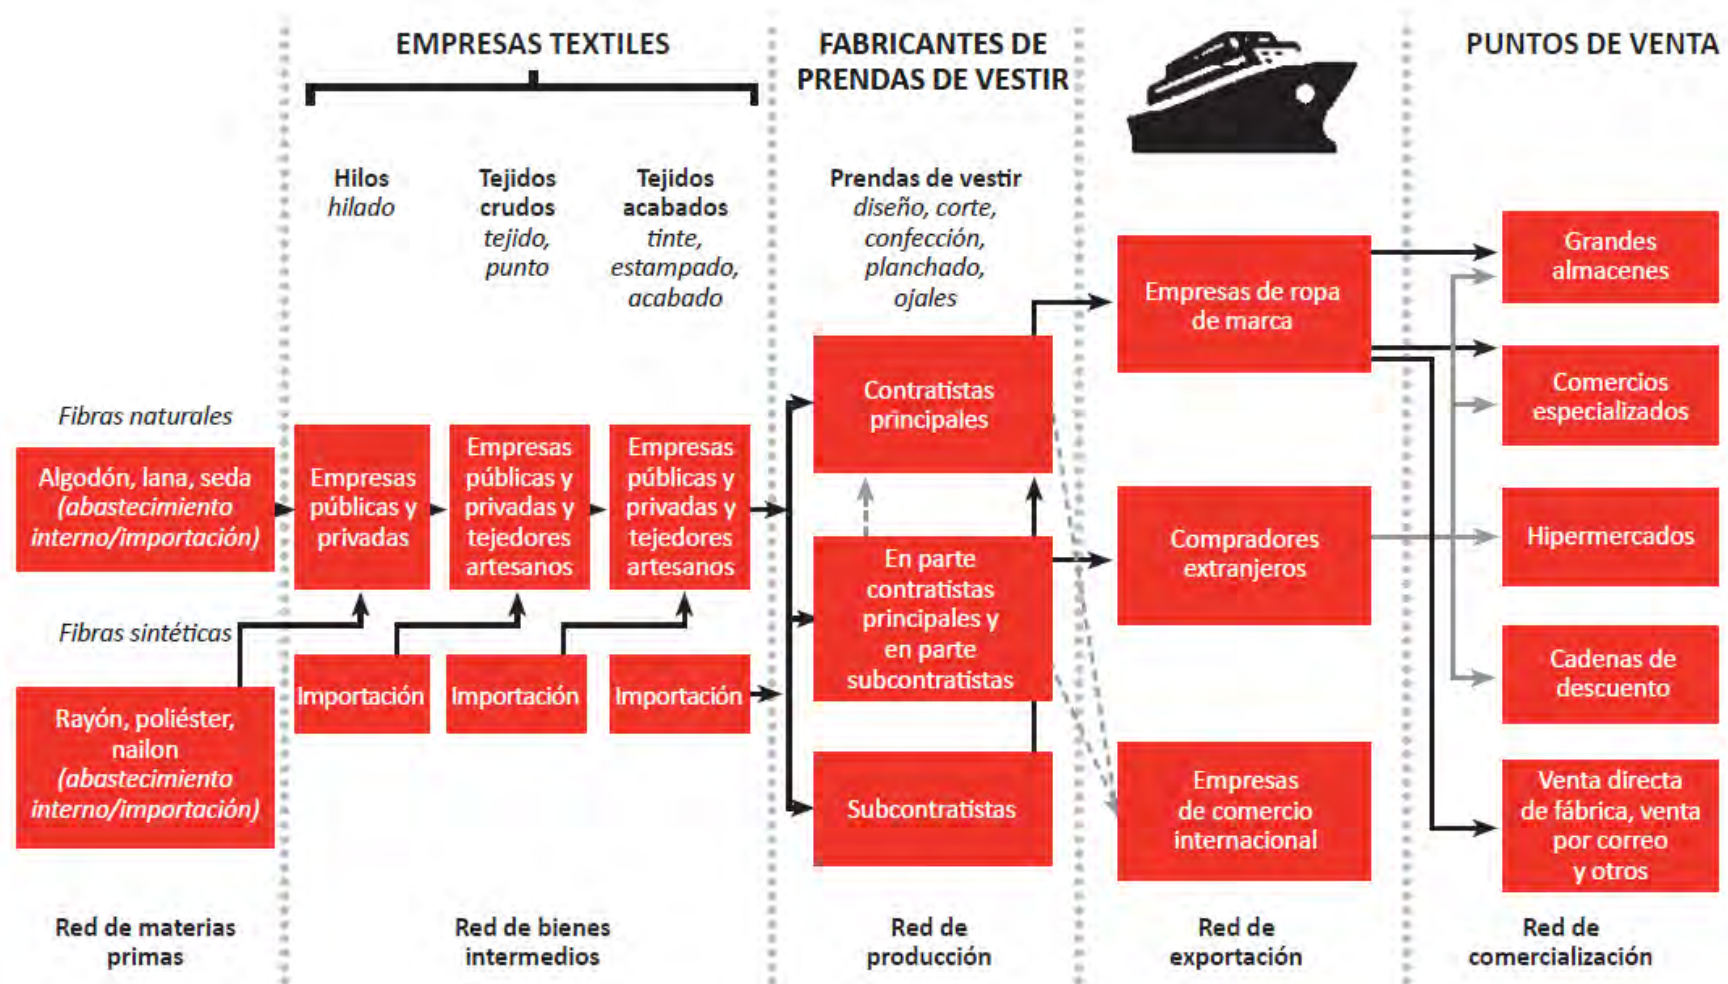 EMPRESAS TEXTILES
FABRICANTES DE
PRENDAS DE VESTIR
PUNTOS DE VENTA
Hilos
hilado
Tejidos
crudos
tejido,
punto
Tejidos
acabados
tinte,
estampado,
acabado
Prendas de vestir
diseño, corte,
confección,
planchado,
ojales
Fibras naturales
Algodón, lana, seda
(abastecimiento
interno/importación)
Fibras sintéticas
Rayón, poliéster,
nailon
(abastecimiento
interno/importación)
Empresas
públicas y
privadas
Empresas
públicas y
privadas y
tejedores
artesanos
Empresas
públicas y
privadas y
tejedores
artesanos
Importación
Importación
Importación
Contratistas
principales
En parte
contratistas
principales y
en parte
subcontratistas
Subcontratistas
Empresas de ropa
de marca
Compradores
extranjeros
Empresas
de comercio
internacional
Grandes
almacenes
Comercios
especializados
Hipermercados
Cadenas de
descuento
Venta directa
de fábrica, venta
por correo
y otros
Red de materias
primas
Red de bienes
intermedios
Red de
producción
Red de
exportación
Red de
comercialización